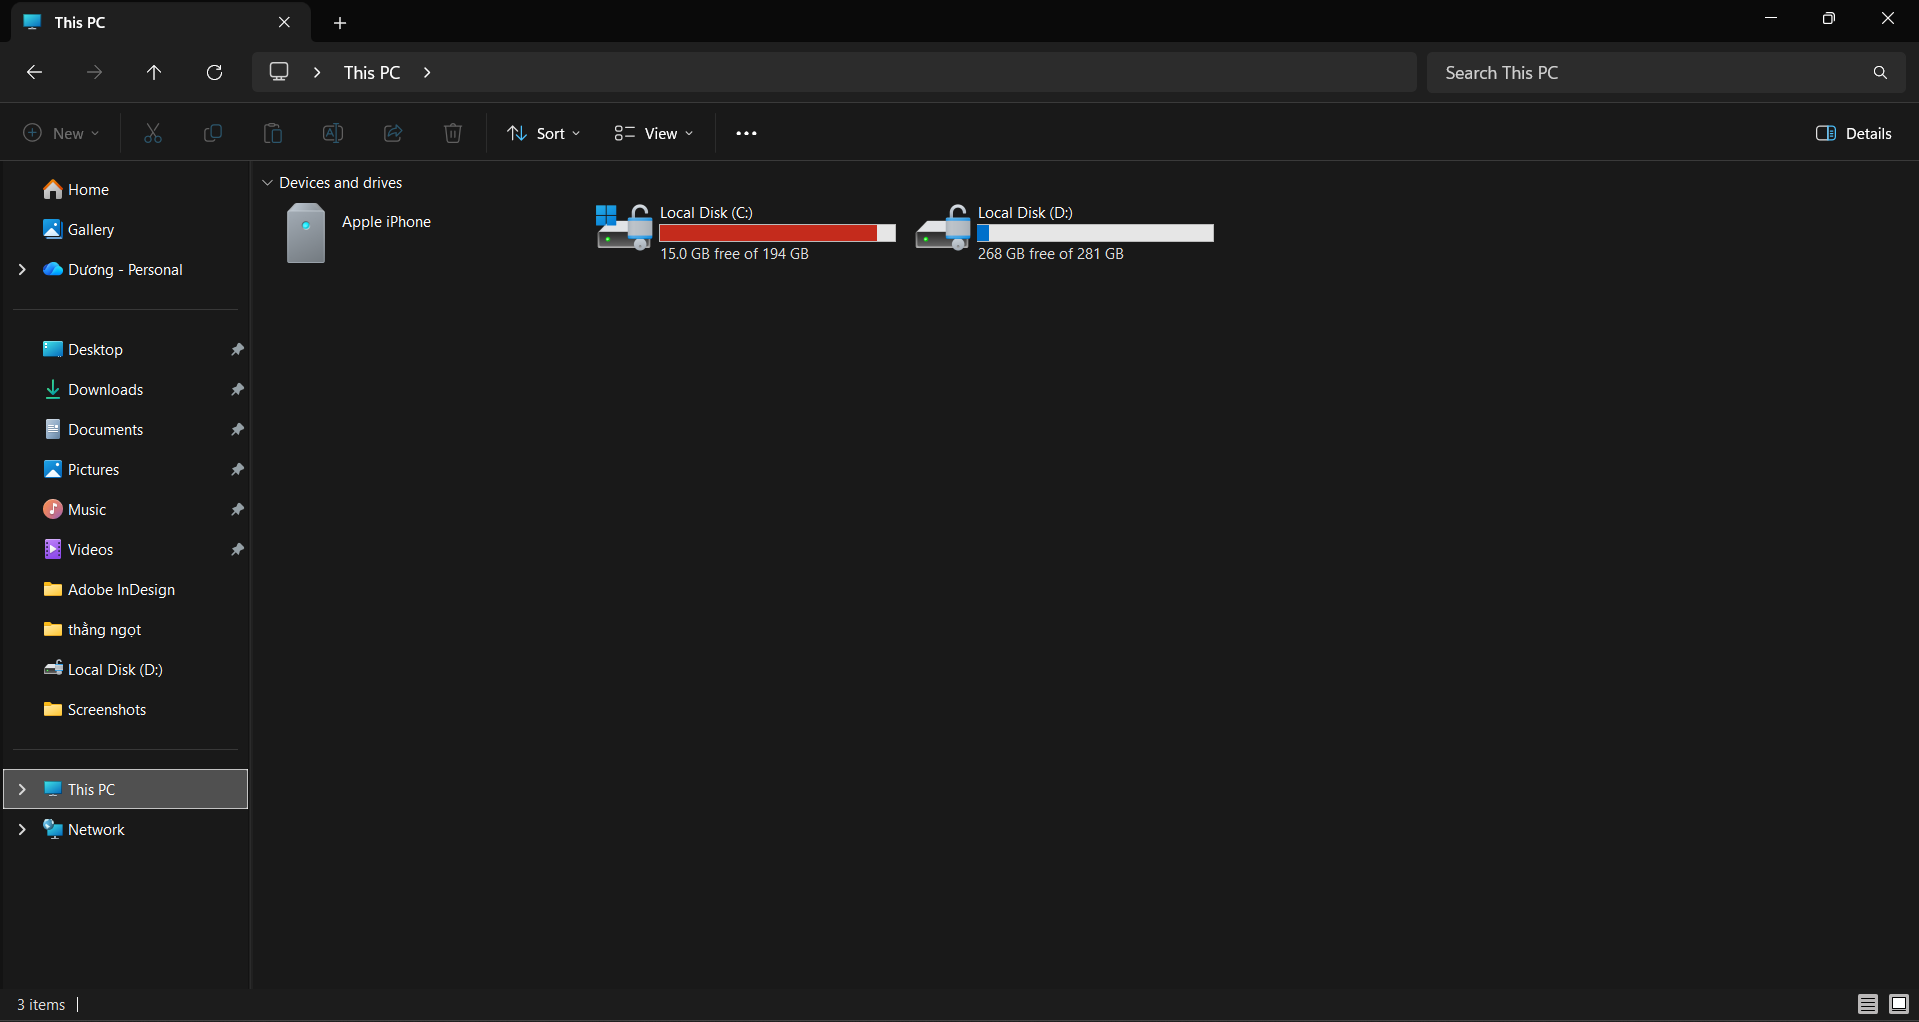 This PC
This PC
Search This PC
New
Sort
View
Details
Home
Gallery
Dương - Personal
Desktop
Downloads
Documents
Pictures
Music
Videos
Adobe InDesign
thằng ngọt
Local Disk (D:)
Screenshots
This PC
Network
Devices and drives
Apple iPhone
Local Disk (C:)
15.0 GB free of 194 GB
Local Disk (D:)
268 GB free of 281 GB
3 items